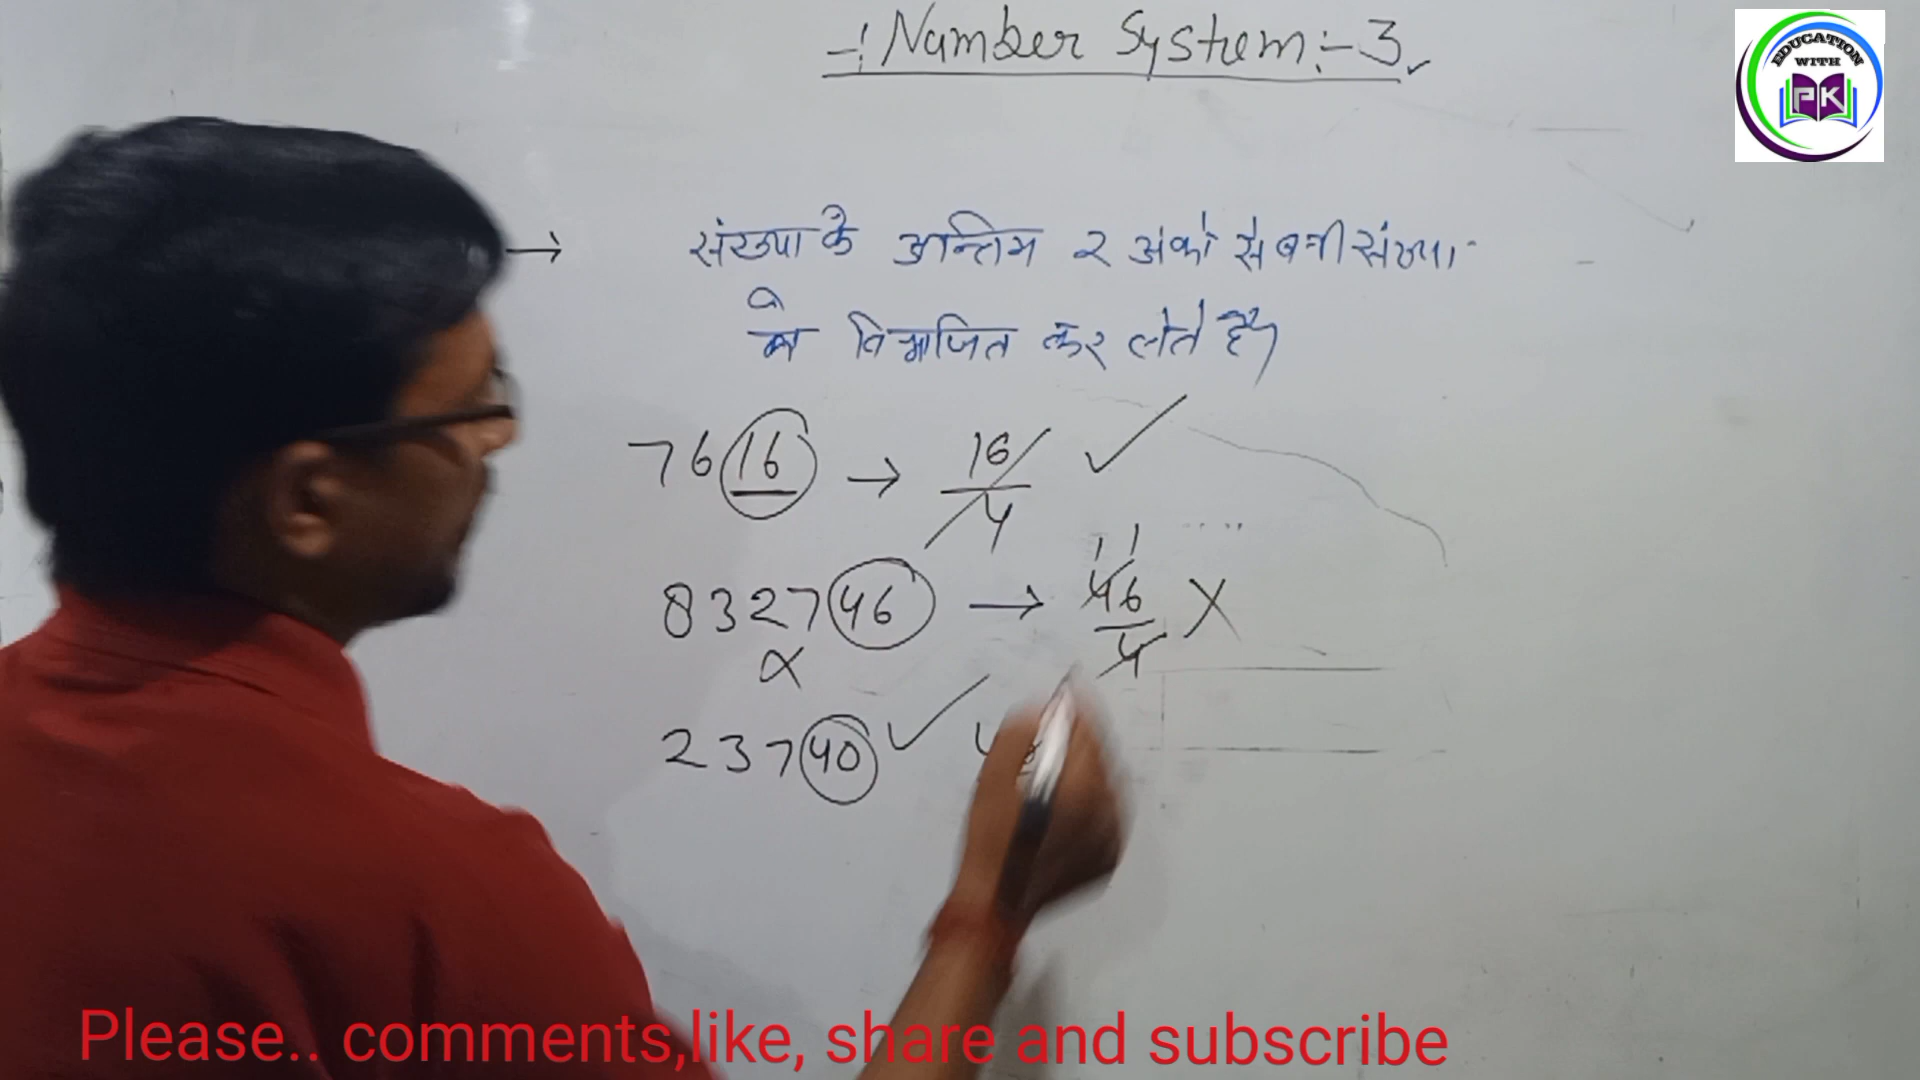 -: Number System:- 3
EDUCATION
WITH
PK
→ संख्या के अन्तिम २ अंको से बनी संख्या
को विभाजित कर लेते है
7616 → 16/4 ✓
832746 → 46/4 X
X
23740 ✓
Please.. comments,like, share and subscribe